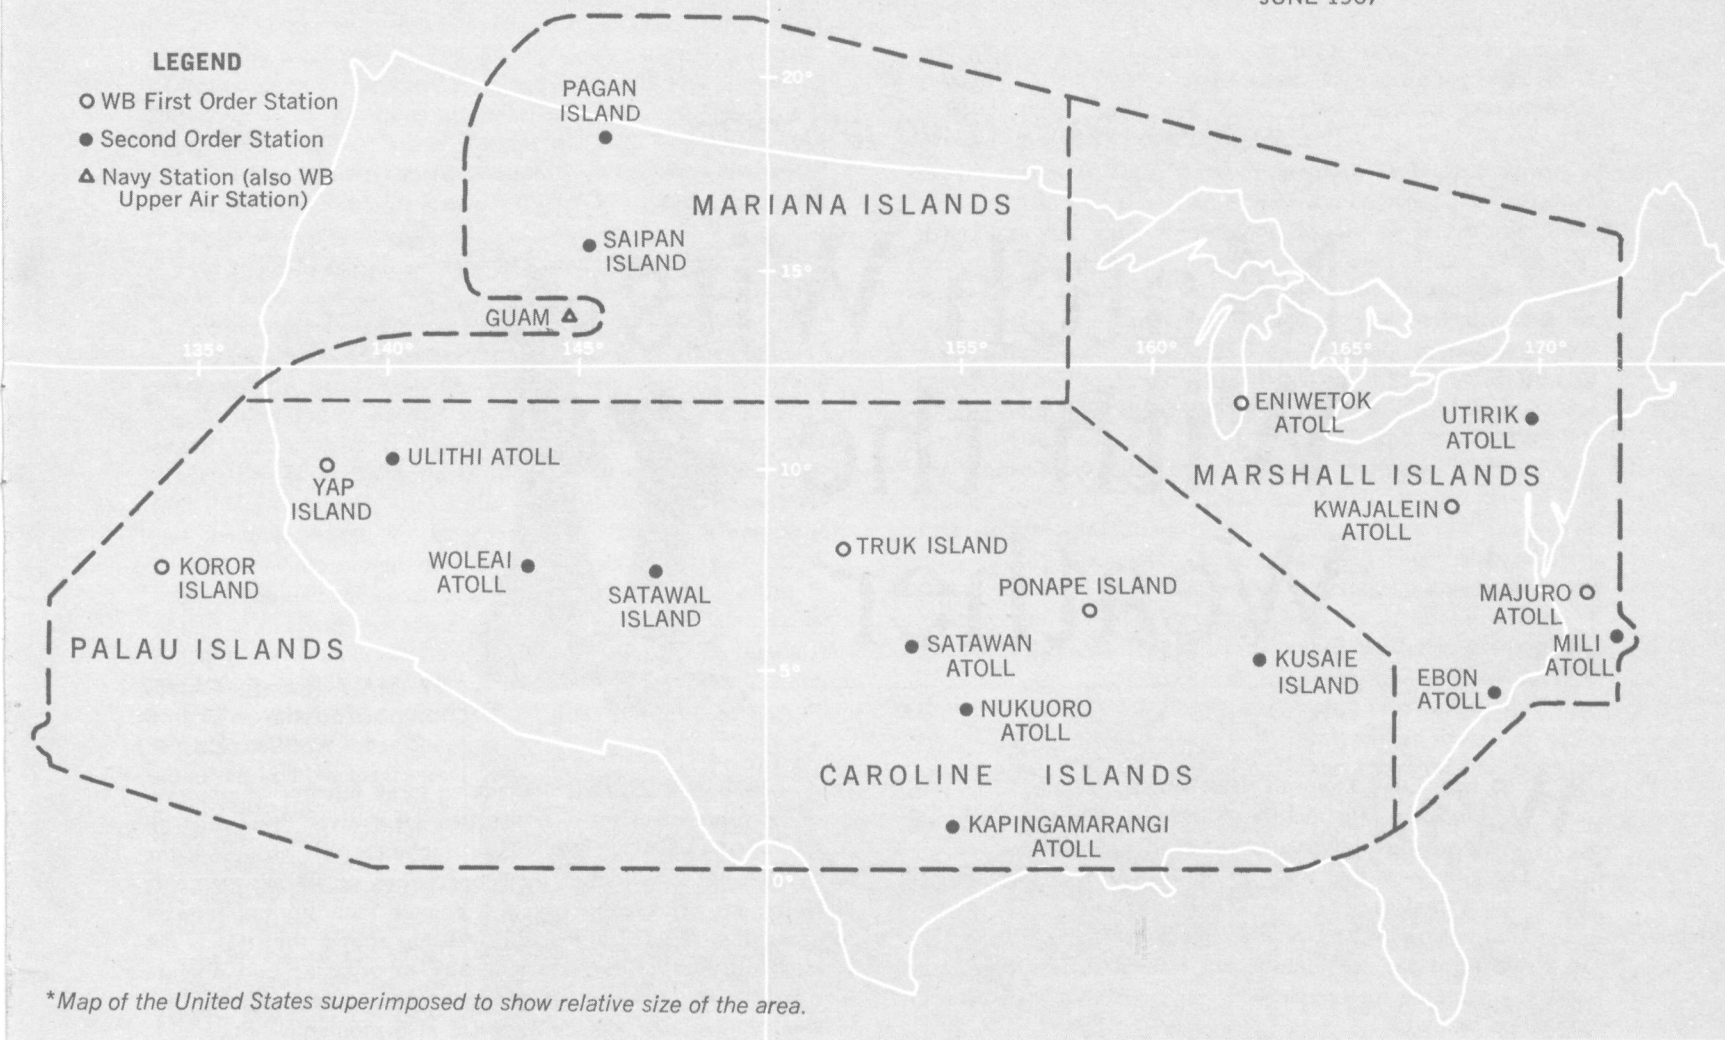 JUNE 1967
LEGEND
WB First Order Station
Second Order Station
Navy Station (also WB
Upper Air Station)
PAGAN
ISLAND
20°
MARIANA ISLANDS
SAIPAN
ISLAND
15°
GUAM
135°
140°
145°
155°
160°
165°
170°
ENIWETOK
ATOLL
UTIRIK
ATOLL
ULITHI ATOLL
10°
YAP
ISLAND
MARSHALL ISLANDS
KWAJALEIN
ATOLL
KOROR
ISLAND
WOLEAI
ATOLL
SATAWAL
ISLAND
TRUK ISLAND
PONAPE ISLAND
MAJURO
ATOLL
PALAU ISLANDS
SATAWAN
ATOLL
5°
KUSAIE
ISLAND
MILI
ATOLL
EBON
ATOLL
NUKUORO
ATOLL
CAROLINE ISLANDS
KAPINGAMARANGI
ATOLL
0°
*Map of the United States superimposed to show relative size of the area.